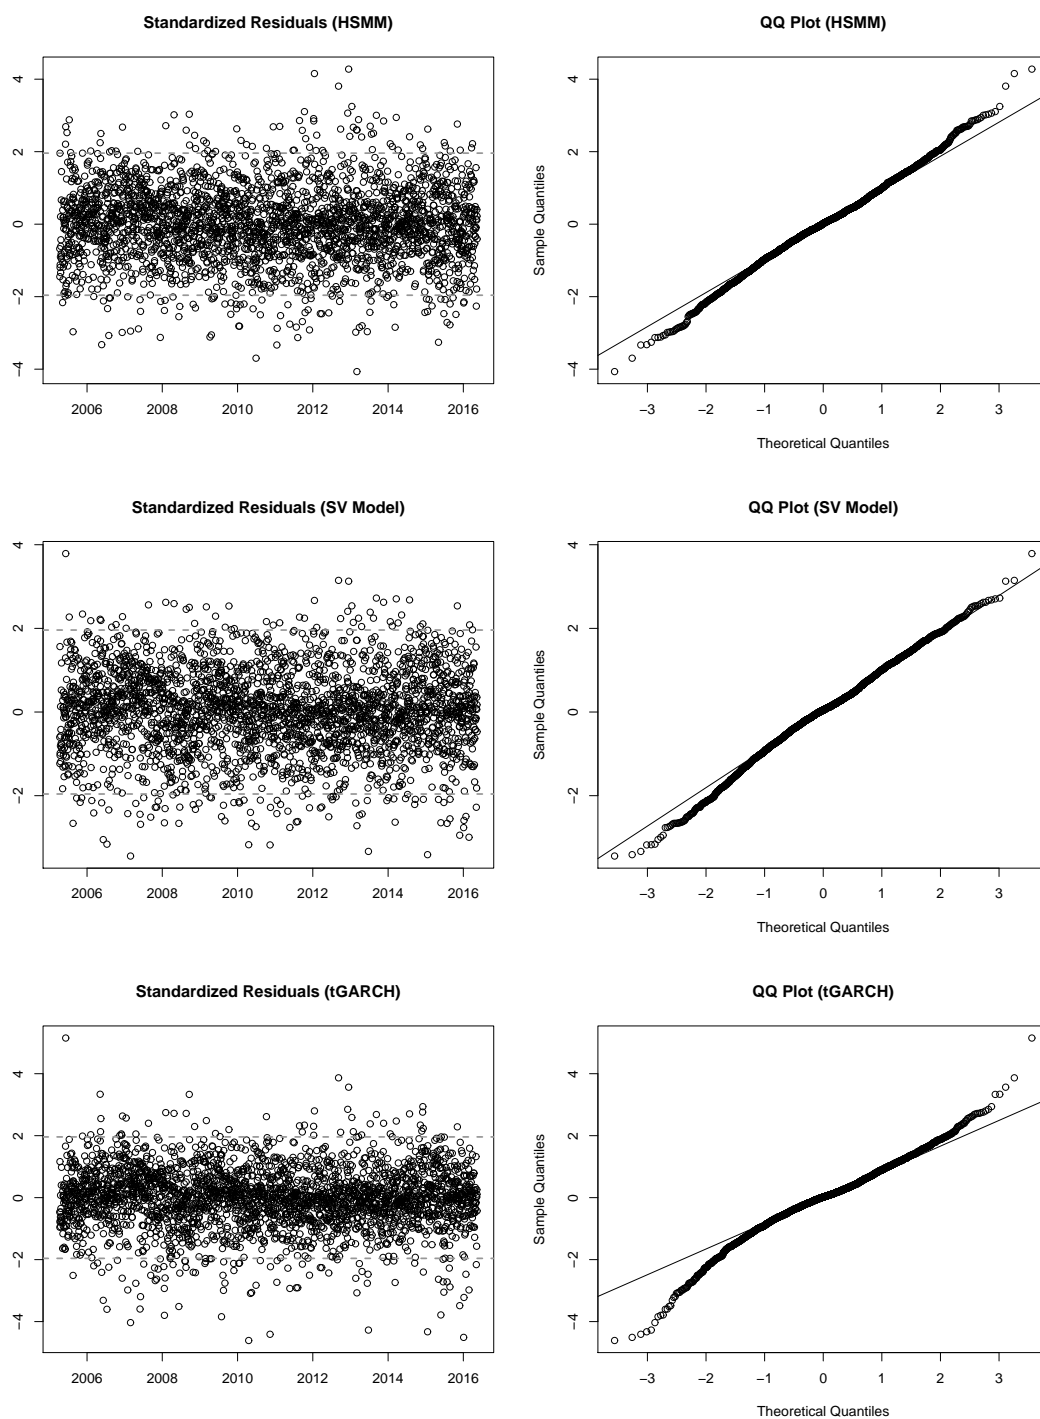 Standardized Residuals (HSMM)
4
2
0
−2
−4
2006 2008 2010 2012 2014 2016
QQ Plot (HSMM)
Sample Quantiles
4
2
0
−2
−4
−3 −2 −1 0 1 2 3
Theoretical Quantiles
Standardized Residuals (SV Model)
4
2
0
−2
2006 2008 2010 2012 2014 2016
QQ Plot (SV Model)
Sample Quantiles
4
2
0
−2
−3 −2 −1 0 1 2 3
Theoretical Quantiles
Standardized Residuals (tGARCH)
4
2
0
−2
−4
2006 2008 2010 2012 2014 2016
QQ Plot (tGARCH)
Sample Quantiles
4
2
0
−2
−4
−3 −2 −1 0 1 2 3
Theoretical Quantiles